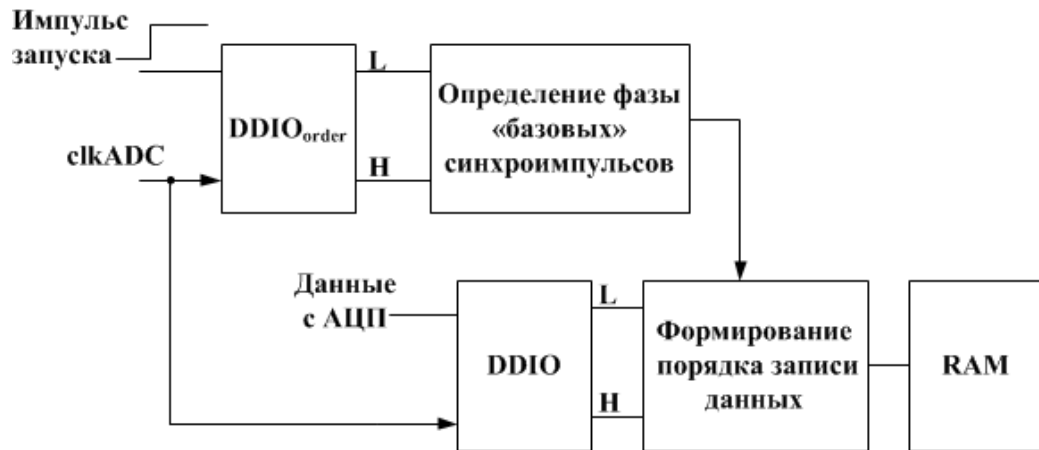 Импульс
запуска
L
DDIOorder
Определение фазы
«базовых»
синхроимпульсов
clkADC
H
Данные
с АЦП
L
DDIO
Формирование
порядка записи
данных
RAM
H